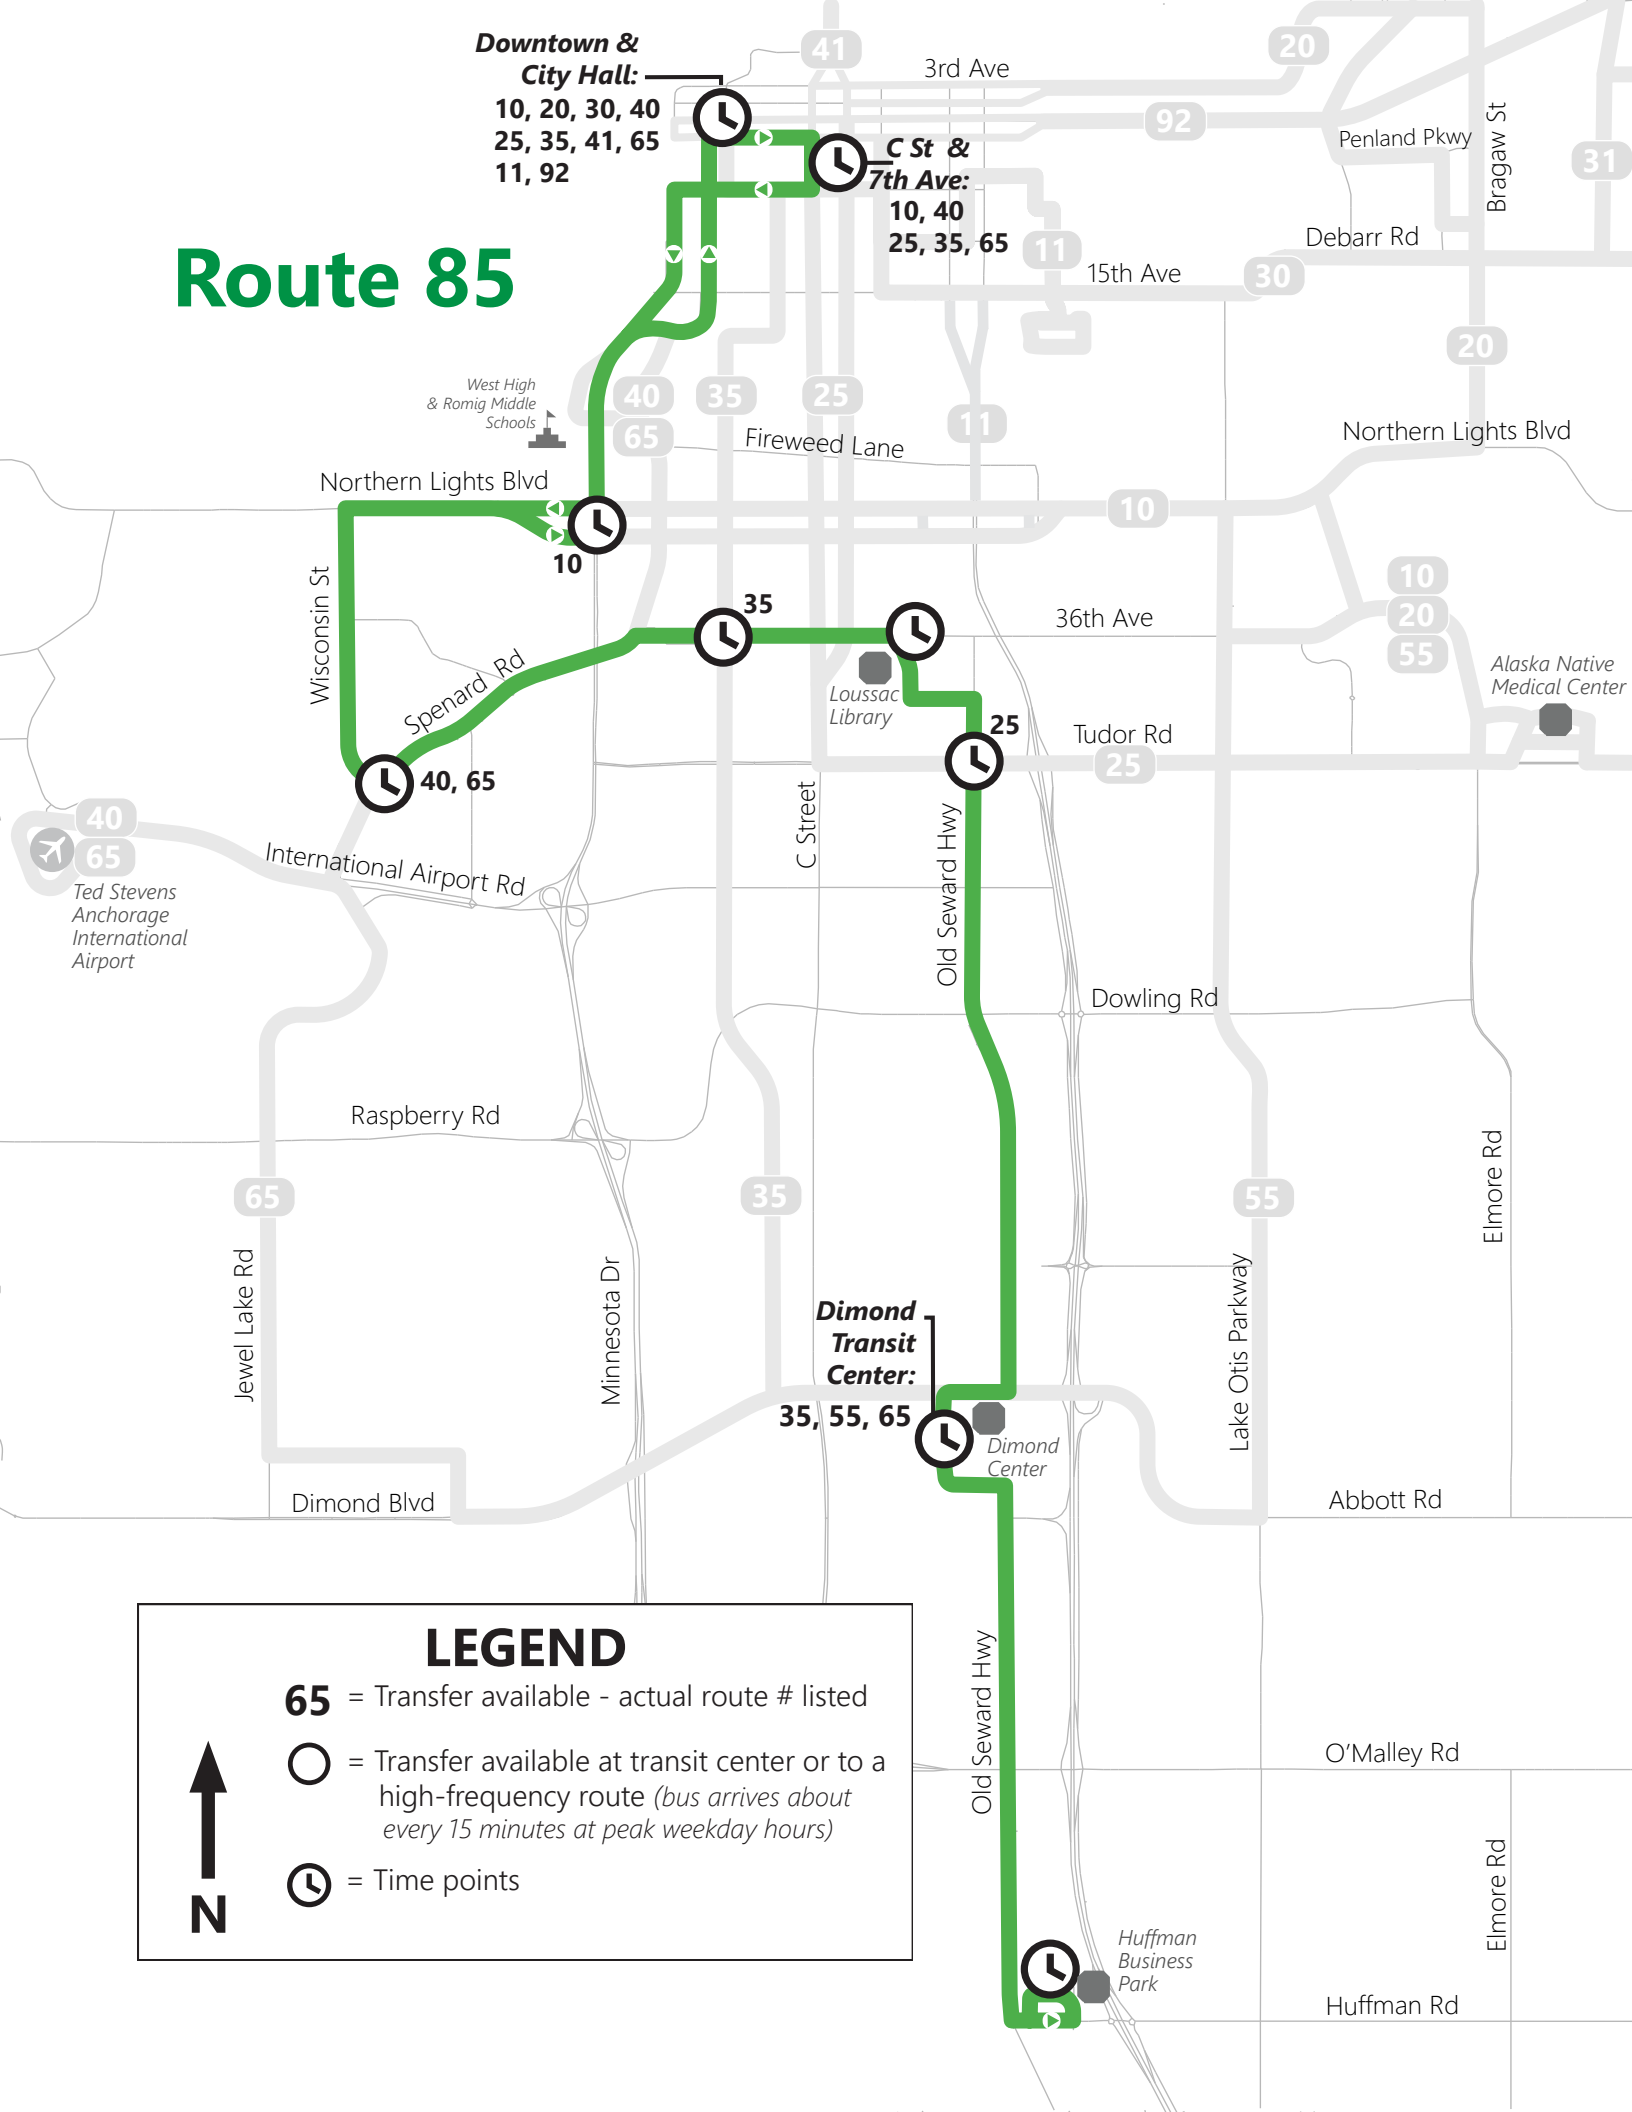 Downtown &
City Hall:
10, 20, 30, 40
25, 35, 41, 65
11, 92
41
3rd Ave
20
92
Penland Pkwy
Bragaw St
31
C St &
7th Ave:
10, 40
25, 35, 65
11
Debarr Rd
15th Ave
30
Route 85
20
West High
& Romig Middle
Schools
40
65
35
25
11
Fireweed Lane
Northern Lights Blvd
Northern Lights Blvd
10
10
Wisconsin St
35
36th Ave
10
20
55
Spenard Rd
Loussac
Library
Alaska Native
Medical Center
25
Tudor Rd
25
40, 65
40
65
Ted Stevens
Anchorage
International
Airport
International Airport Rd
C Street
Old Seward Hwy
Dowling Rd
Raspberry Rd
65
35
55
Elmore Rd
Jewel Lake Rd
Minnesota Dr
Lake Otis Parkway
Dimond
Transit
Center:
35, 55, 65
Dimond
Center
Dimond Blvd
Abbott Rd
LEGEND
65 = Transfer available - actual route # listed
= Transfer available at transit center or to a
high-frequency route (bus arrives about
every 15 minutes at peak weekday hours)
= Time points
N
Old Seward Hwy
O'Malley Rd
Elmore Rd
Huffman
Business
Park
Huffman Rd